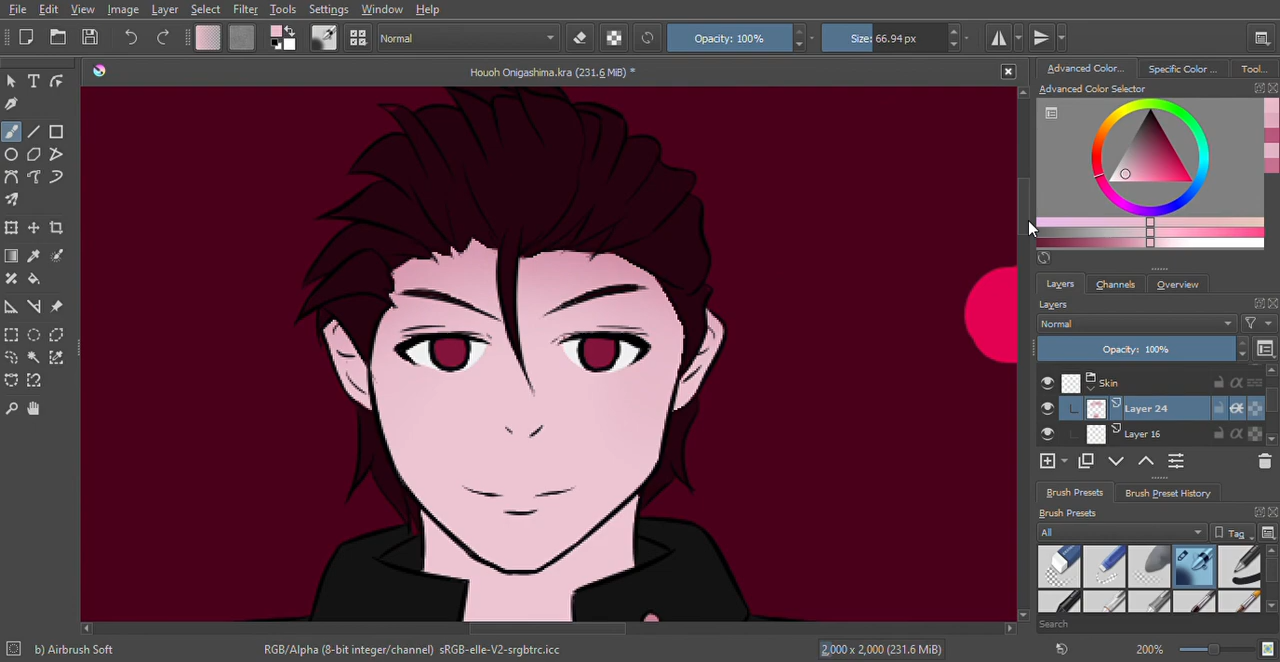 File Edit View Image Layer Select Filter Tools Settings Window Help
Normal Opacity: 100% Size: 66.94 px
Houoh Onigashima.kra (231.6 MiB) *
Advanced Color... Specific Color ... Tool...
Advanced Color Selector
Layers Channels Overview
Layers
Normal
Opacity: 100%
Skin
Layer 24
Layer 16
Brush Presets Brush Preset History
Brush Presets
All Tag
Search
b) Airbrush Soft RGB/Alpha (8-bit integer/channel) sRGB-elle-V2-srgbtrc.icc 2,000 x 2,000 (231.6 MiB) 200%